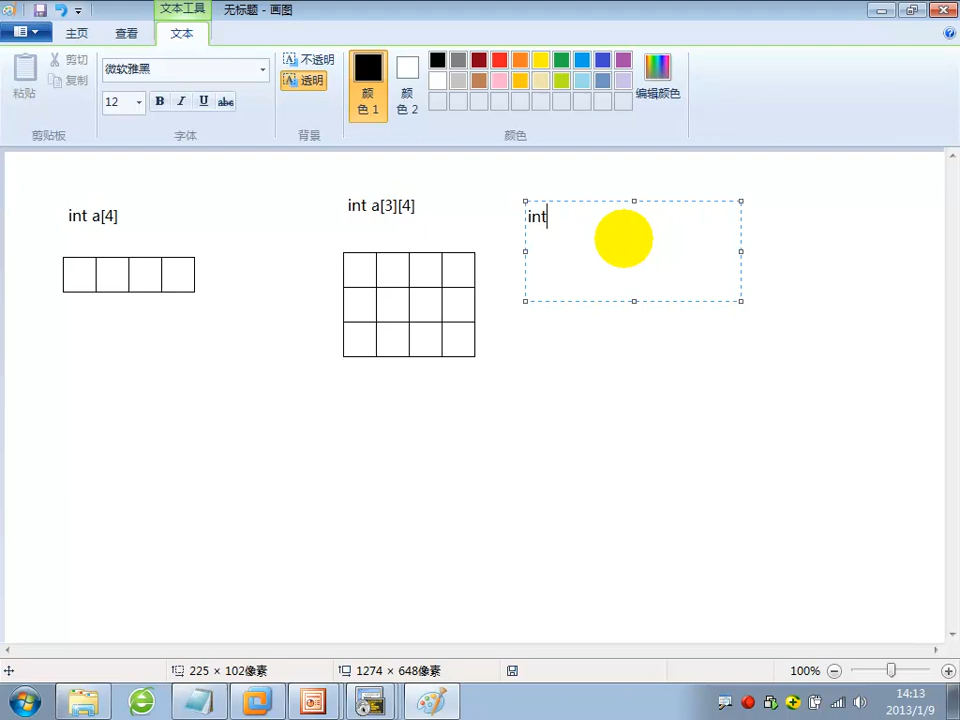 文本工具
无标题 - 画图
主页
查看
文本
粘贴
剪切
复制
剪贴板
微软雅黑
12
B I U abc
字体
不透明
透明
背景
颜色 1
颜色 2
编辑颜色
颜色
int a[4]
int a[3][4]
int
225 × 102像素
1274 × 648像素
100%
14:13
2013/1/9